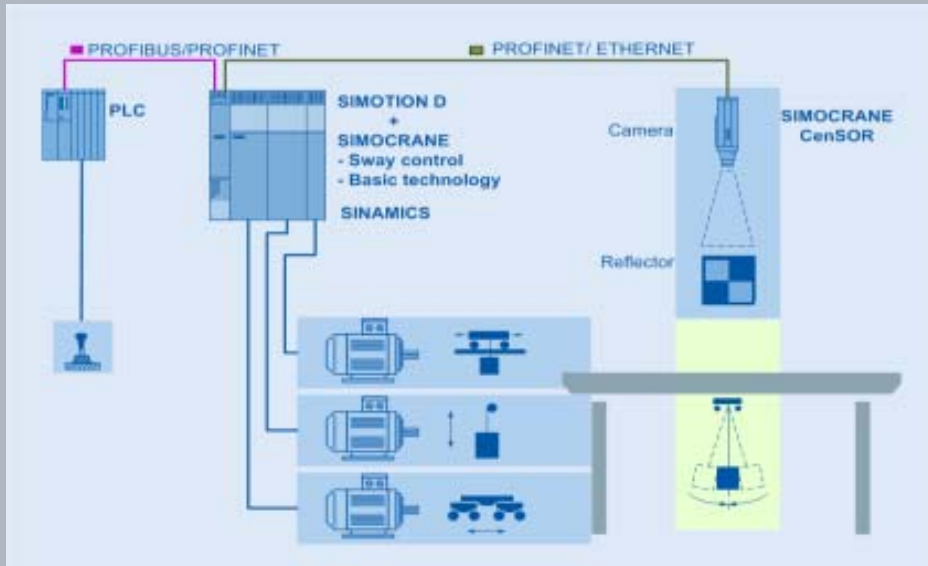 PROFIBUS/PROFINET
PROFINET/ ETHERNET
PLC
SIMOTION D
+
SIMOCRANE
- Sway control
- Basic technology
SINAMICS
Camera
SIMOCRANE
CenSOR
Reflector